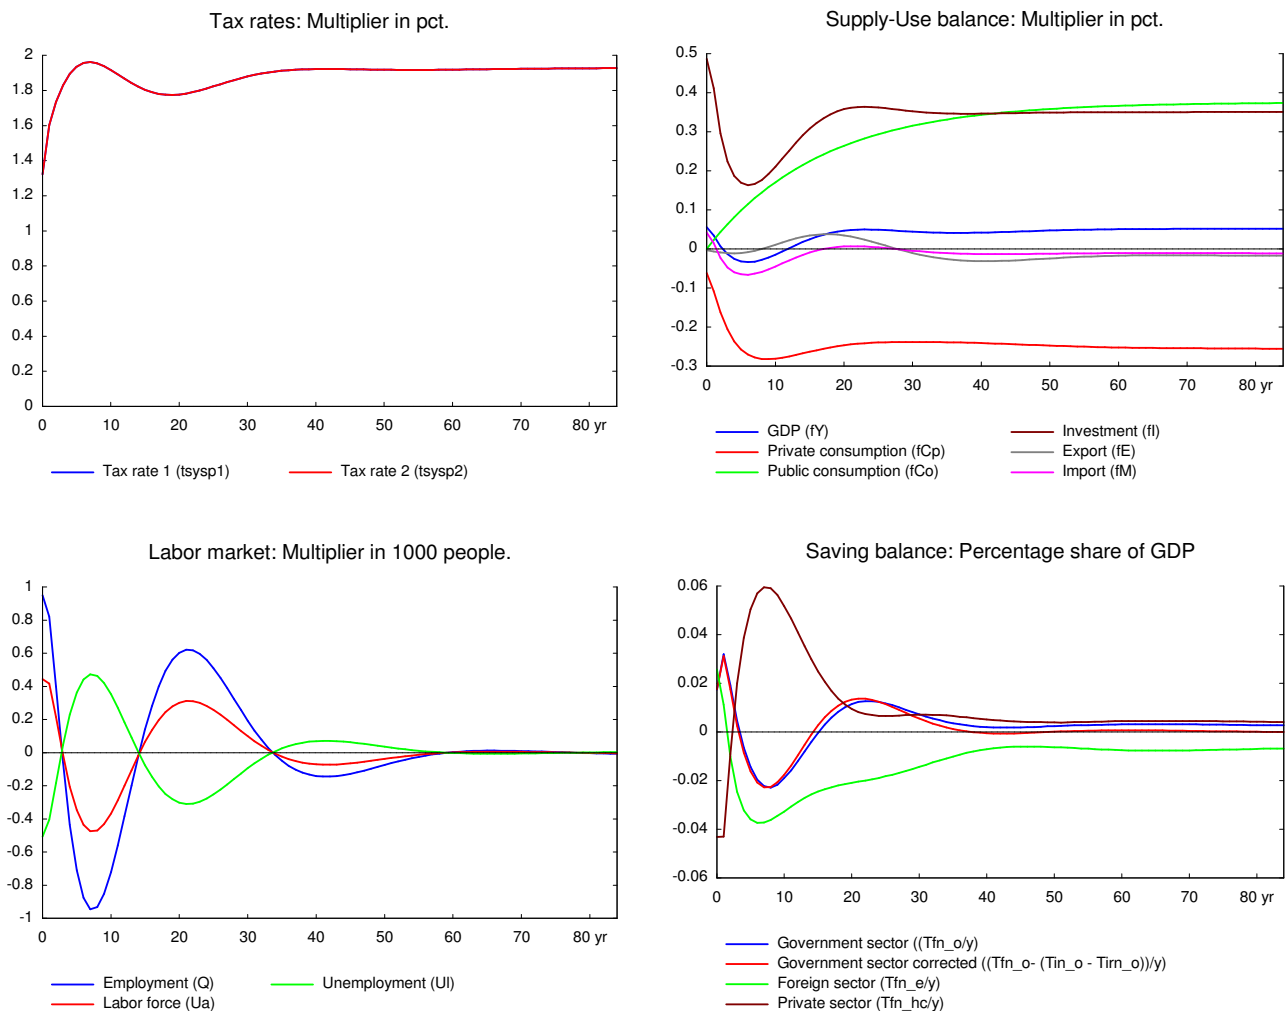 Tax rates: Multiplier in pct.
2
1.8
1.6
1.4
1.2
1
0.8
0.6
0.4
0.2
0
0 10 20 30 40 50 60 70 80 yr
Tax rate 1 (tsysp1) Tax rate 2 (tsysp2)
Supply-Use balance: Multiplier in pct.
0.5
0.4
0.3
0.2
0.1
0
-0.1
-0.2
-0.3
0 10 20 30 40 50 60 70 80 yr
GDP (fY) Investment (fI)
Private consumption (fCp) Export (fE)
Public consumption (fCo) Import (fM)
Labor market: Multiplier in 1000 people.
1
0.8
0.6
0.4
0.2
0
-0.2
-0.4
-0.6
-0.8
-1
0 10 20 30 40 50 60 70 80 yr
Employment (Q) Unemployment (Ul)
Labor force (Ua)
Saving balance: Percentage share of GDP
0.06
0.04
0.02
0
-0.02
-0.04
-0.06
0 10 20 30 40 50 60 70 80 yr
Government sector ((Tfn_o/y)
Government sector corrected ((Tfn_o- (Tin_o - Tirn_o))/y)
Foreign sector (Tfn_e/y)
Private sector (Tfn_hc/y)